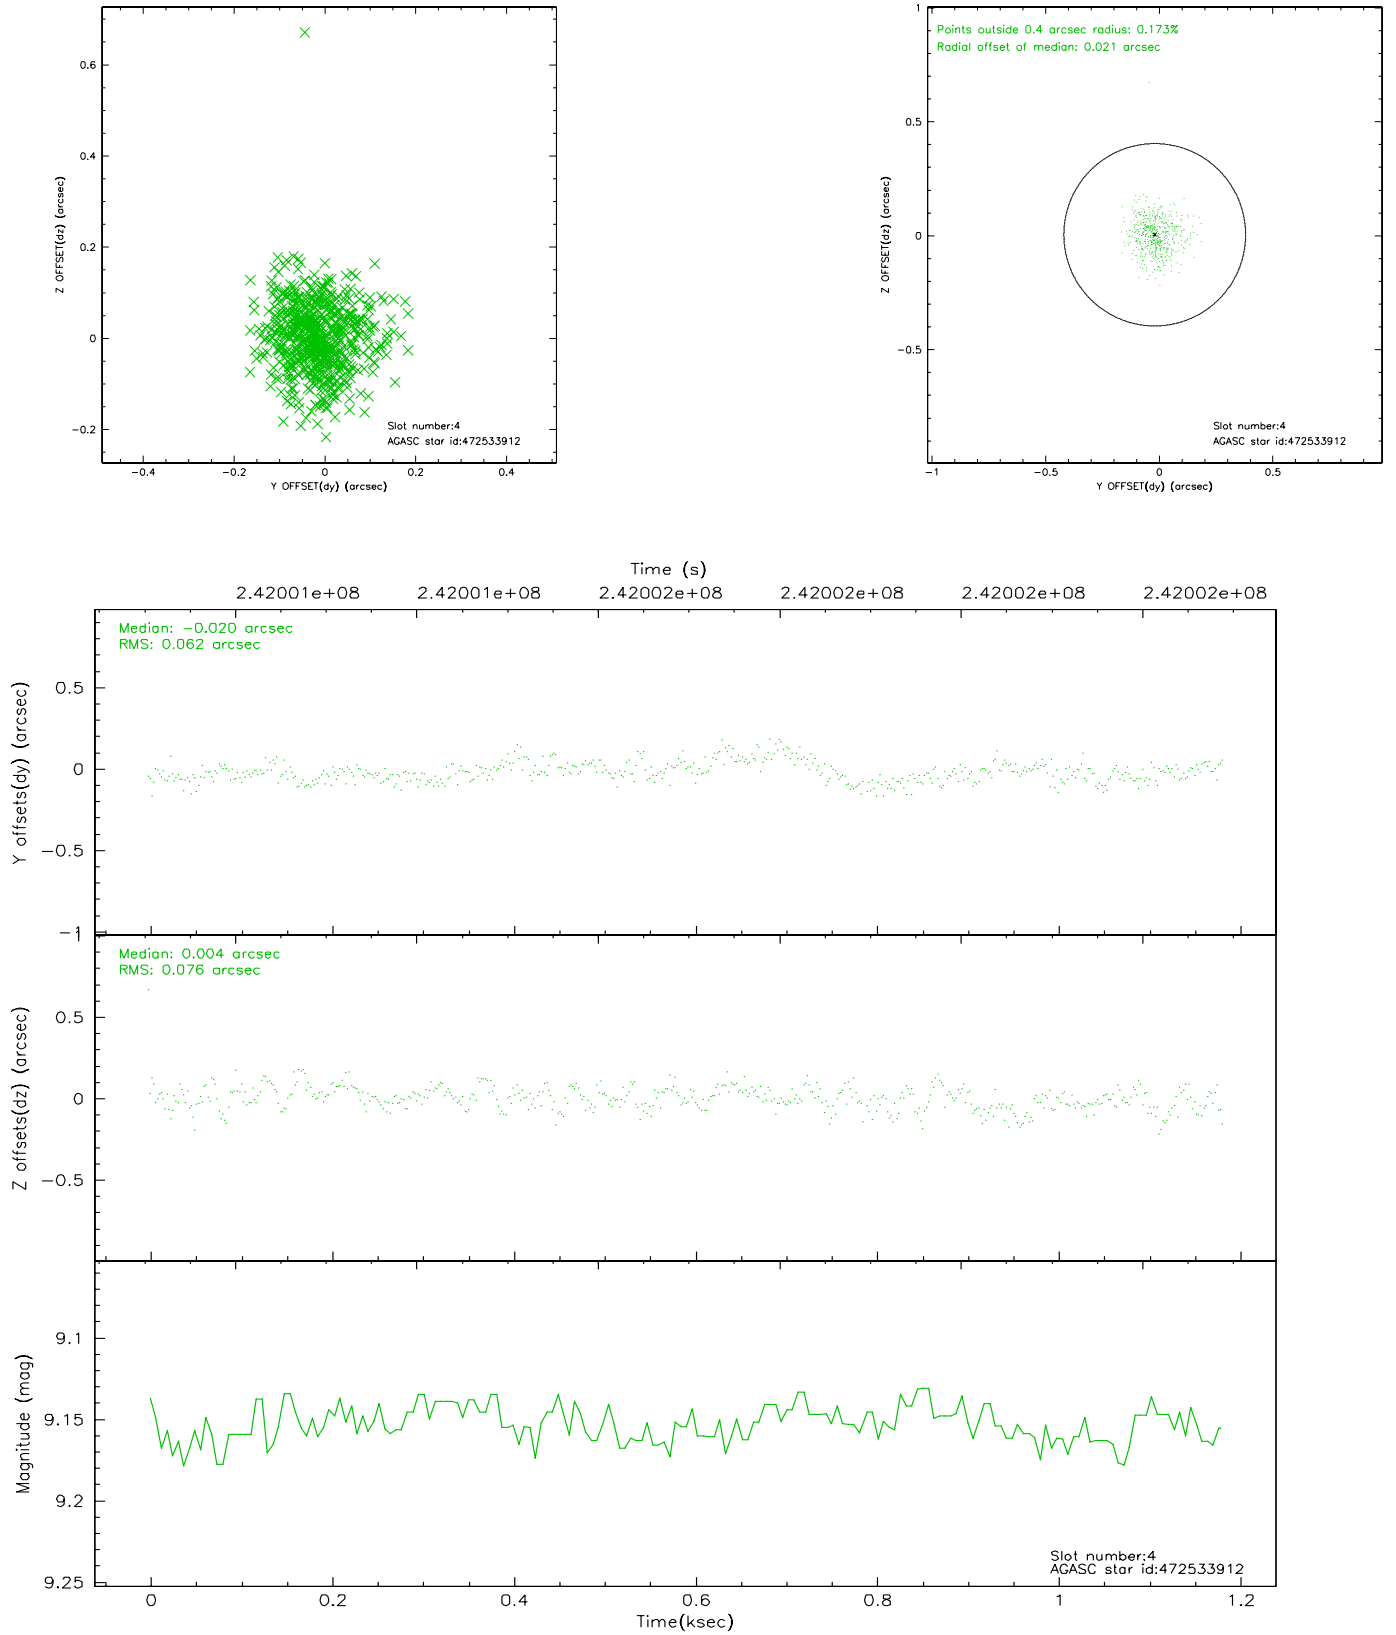 0.6
0.4
0.2
0
−0.2
Z OFFSET(dz) (arcsec)
Slot number:4
AGASC star id:472533912
−0.4 −0.2 0 0.2 0.4
Y OFFSET(dy) (arcsec)
1
0.5
0
−0.5
Z OFFSET(dz) (arcsec)
Points outside 0.4 arcsec radius: 0.173%
Radial offset of median: 0.021 arcsec
Slot number:4
AGASC star id:472533912
−1 −0.5 0 0.5
Y OFFSET(dy) (arcsec)
Time (s)
2.42001e+08 2.42001e+08 2.42002e+08 2.42002e+08 2.42002e+08 2.42002e+08
Median: −0.020 arcsec
RMS: 0.062 arcsec
0.5
0
−0.5
−1
Y offsets(dy) (arcsec)
Median: 0.004 arcsec
RMS: 0.076 arcsec
0.5
0
−0.5
Z offsets(dz) (arcsec)
9.1
9.15
9.2
9.25
Magnitude (mag)
Slot number:4
AGASC star id:472533912
0 0.2 0.4 0.6 0.8 1 1.2
Time(ksec)